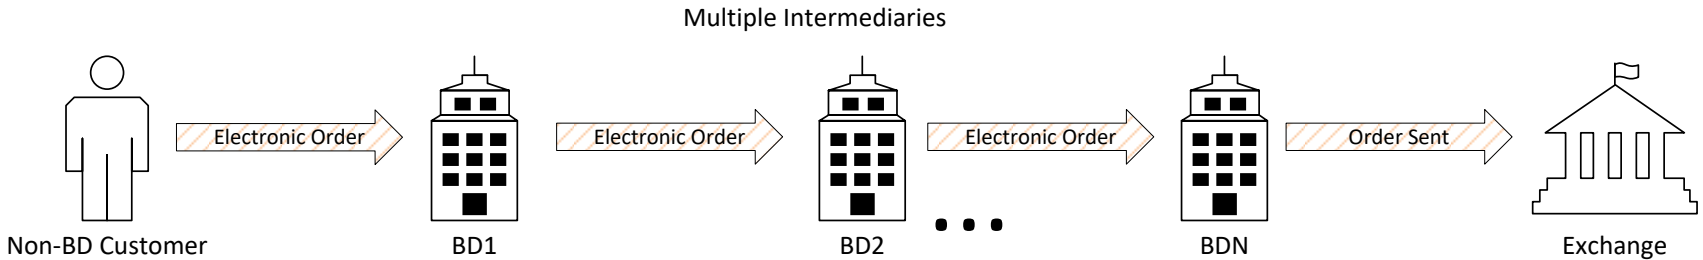 Multiple Intermediaries
Electronic Order
Electronic Order
Electronic Order
Order Sent
Non-BD Customer
BD1
BD2
...
BDN
Exchange